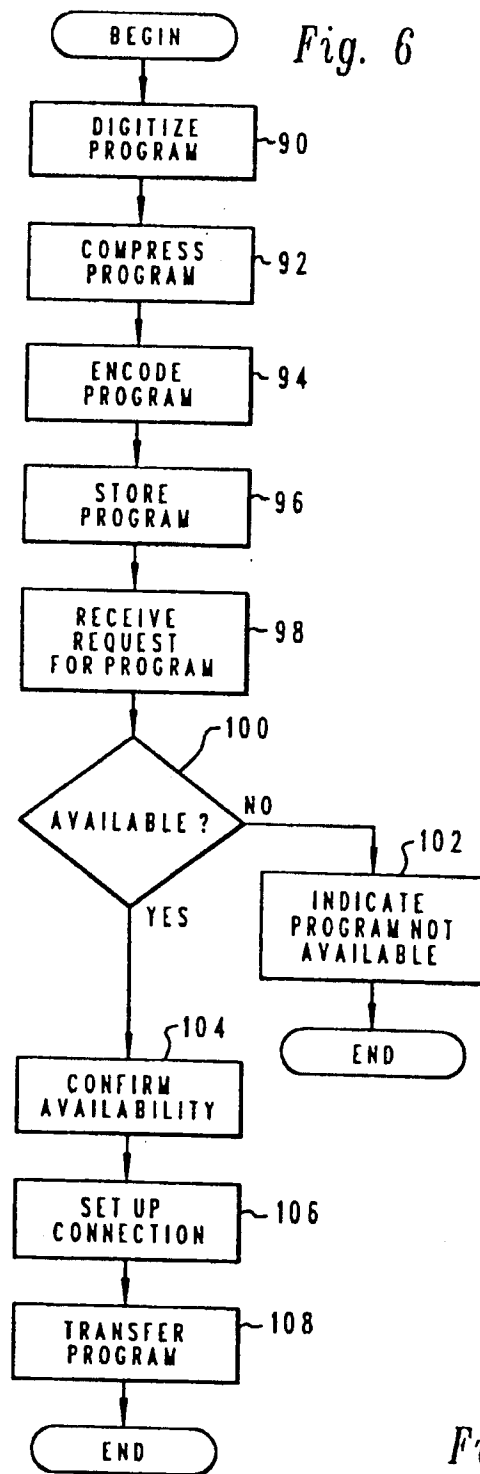 BEGIN
Fig. 6
DIGITIZE
PROGRAM
90
COMPRESS
PROGRAM
92
ENCODE
PROGRAM
94
STORE
PROGRAM
96
RECEIVE
REQUEST
FOR PROGRAM
98
100
AVAILABLE ?
NO
YES
102
INDICATE
PROGRAM NOT
AVAILABLE
END
104
CONFIRM
AVAILABILITY
SET UP
CONNECTION
106
TRANSFER
PROGRAM
108
END